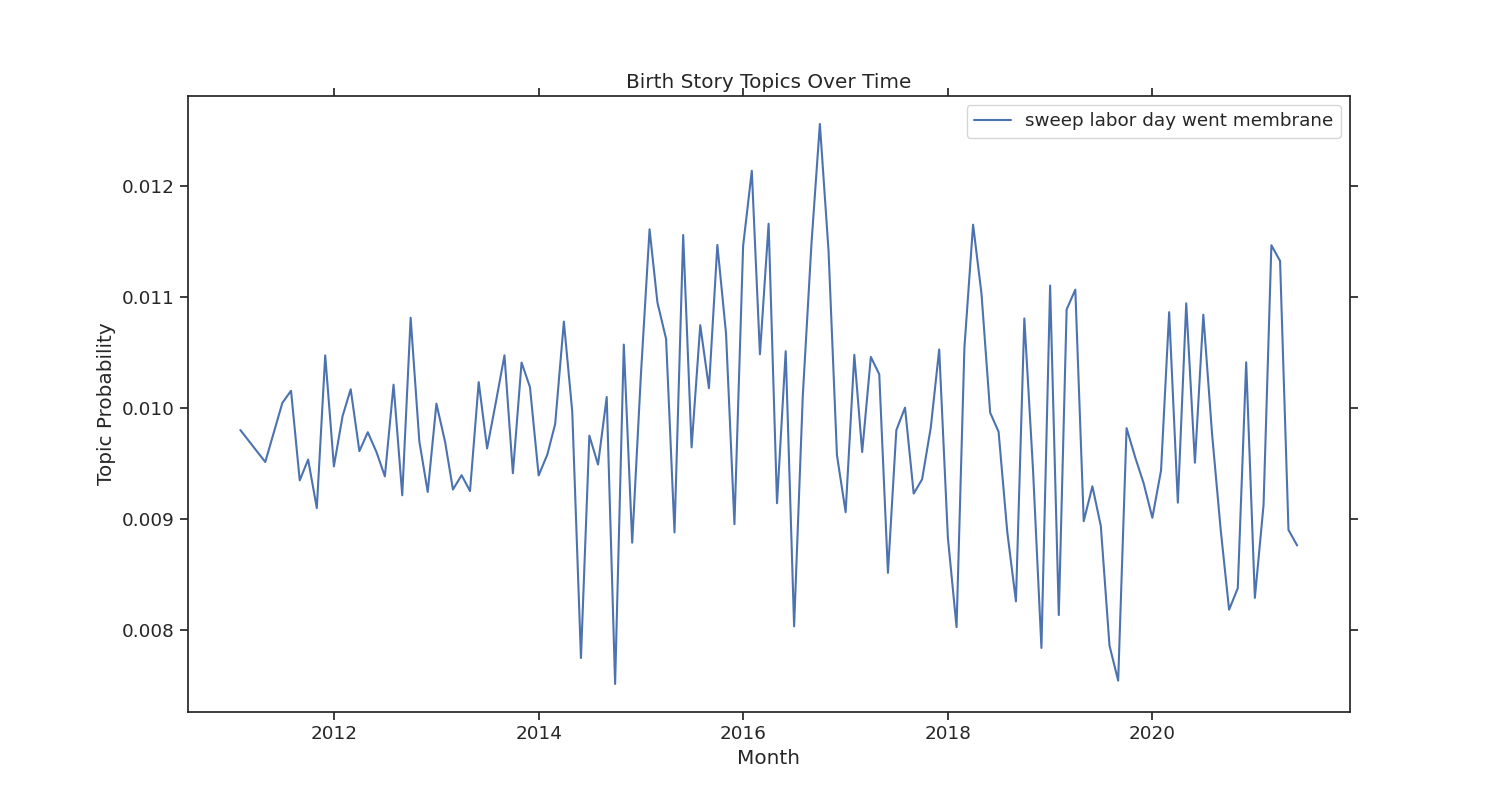 Birth Story Topics Over Time
sweep labor day went membrane
Topic Probability
0.012
0.011
0.010
0.009
0.008
2012 2014 2016 2018 2020
Month